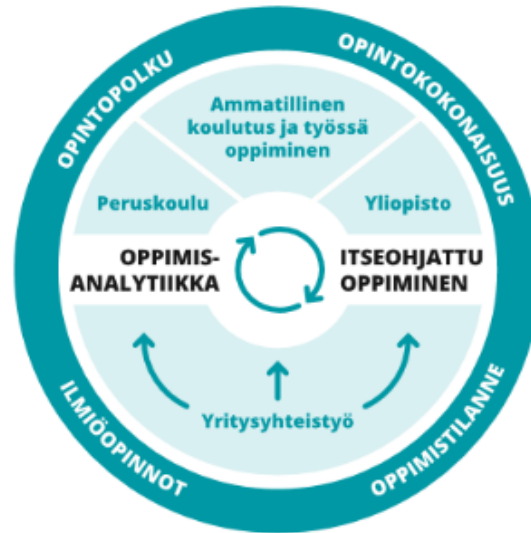 OPINTOPOLKU
OPINTOKOKONAISUUS
Ammatillinen
koulutus ja työssä
oppiminen
Peruskoulu
Yliopisto
OPPIMIS-
ANALYTIIKKA
ITSEOHJATTU
OPPIMINEN
Yritysyhteistyö
ILMIÖOPINNOT
OPPIMISTILANNE